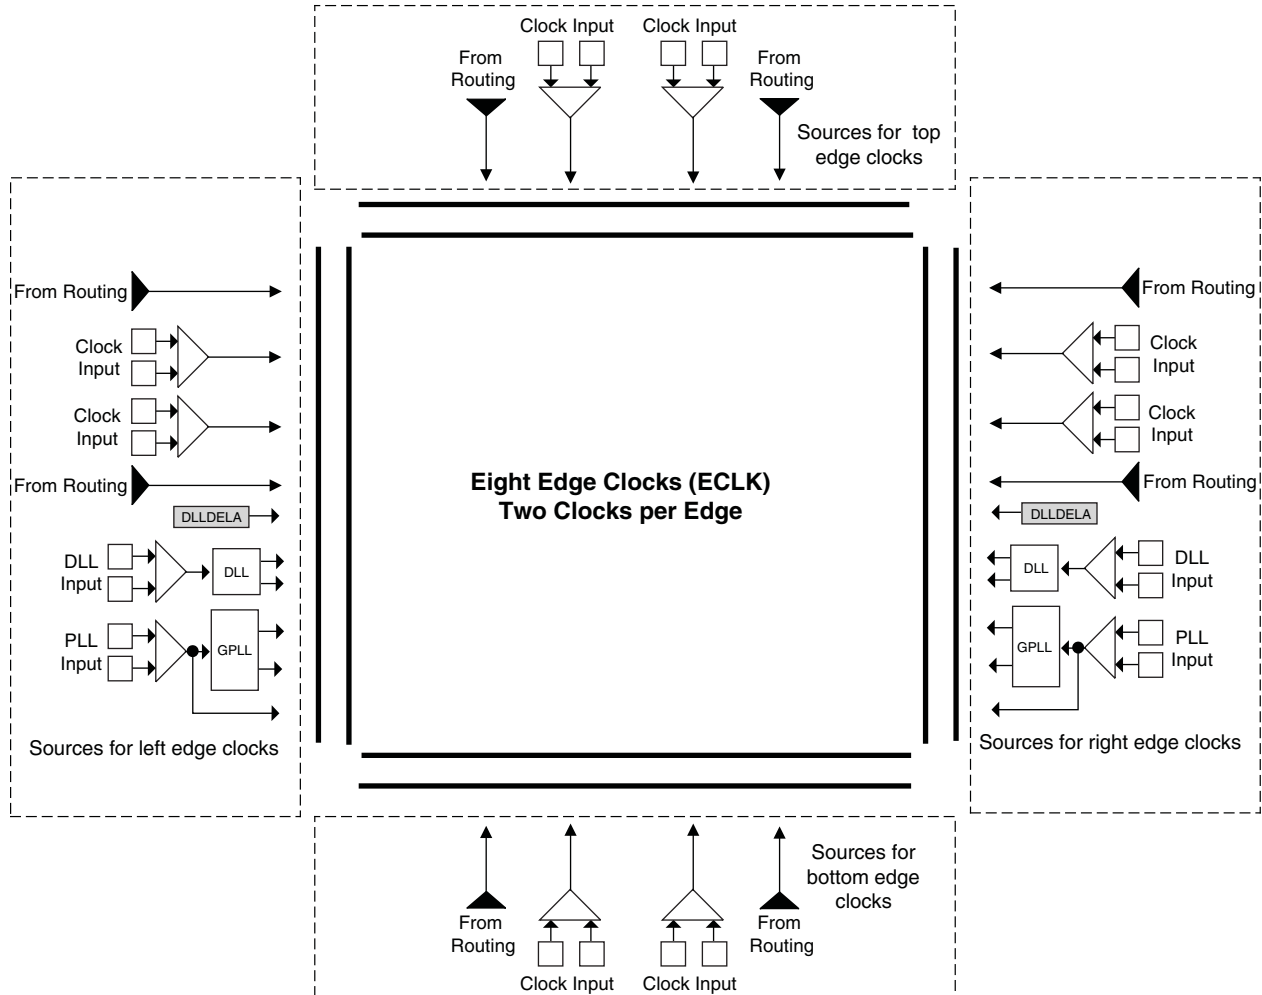 Clock Input
Clock Input
From
Routing
From
Routing
Sources for top
edge clocks
From Routing
Clock
Input
Clock
Input
From Routing
DLLDELA
DLL
Input
DLL
PLL
Input
GPLL
Sources for left edge clocks
Eight Edge Clocks (ECLK)
Two Clocks per Edge
From Routing
Clock
Input
Clock
Input
From Routing
DLLDELA
DLL
DLL
Input
GPLL
PLL
Input
Sources for right edge clocks
Sources for
bottom edge
clocks
From
Routing
From
Routing
Clock Input
Clock Input